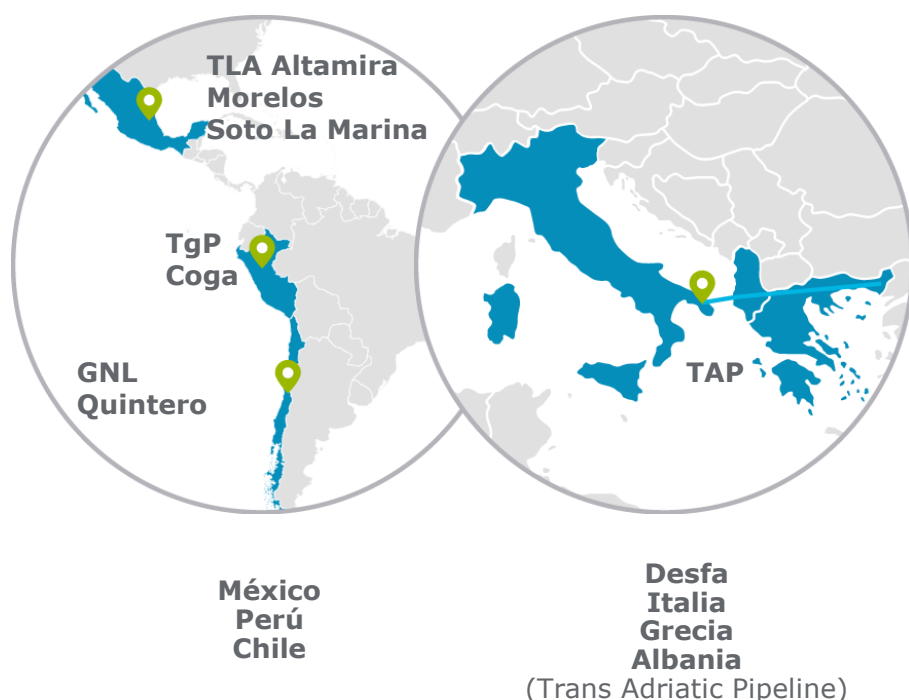 TLA Altamira
Morelos
Soto La Marina
TgP
Coga
GNL
Quintero
TAP
México
Perú
Chile
Desfa
Italia
Grecia
Albania
(Trans Adriatic Pipeline)